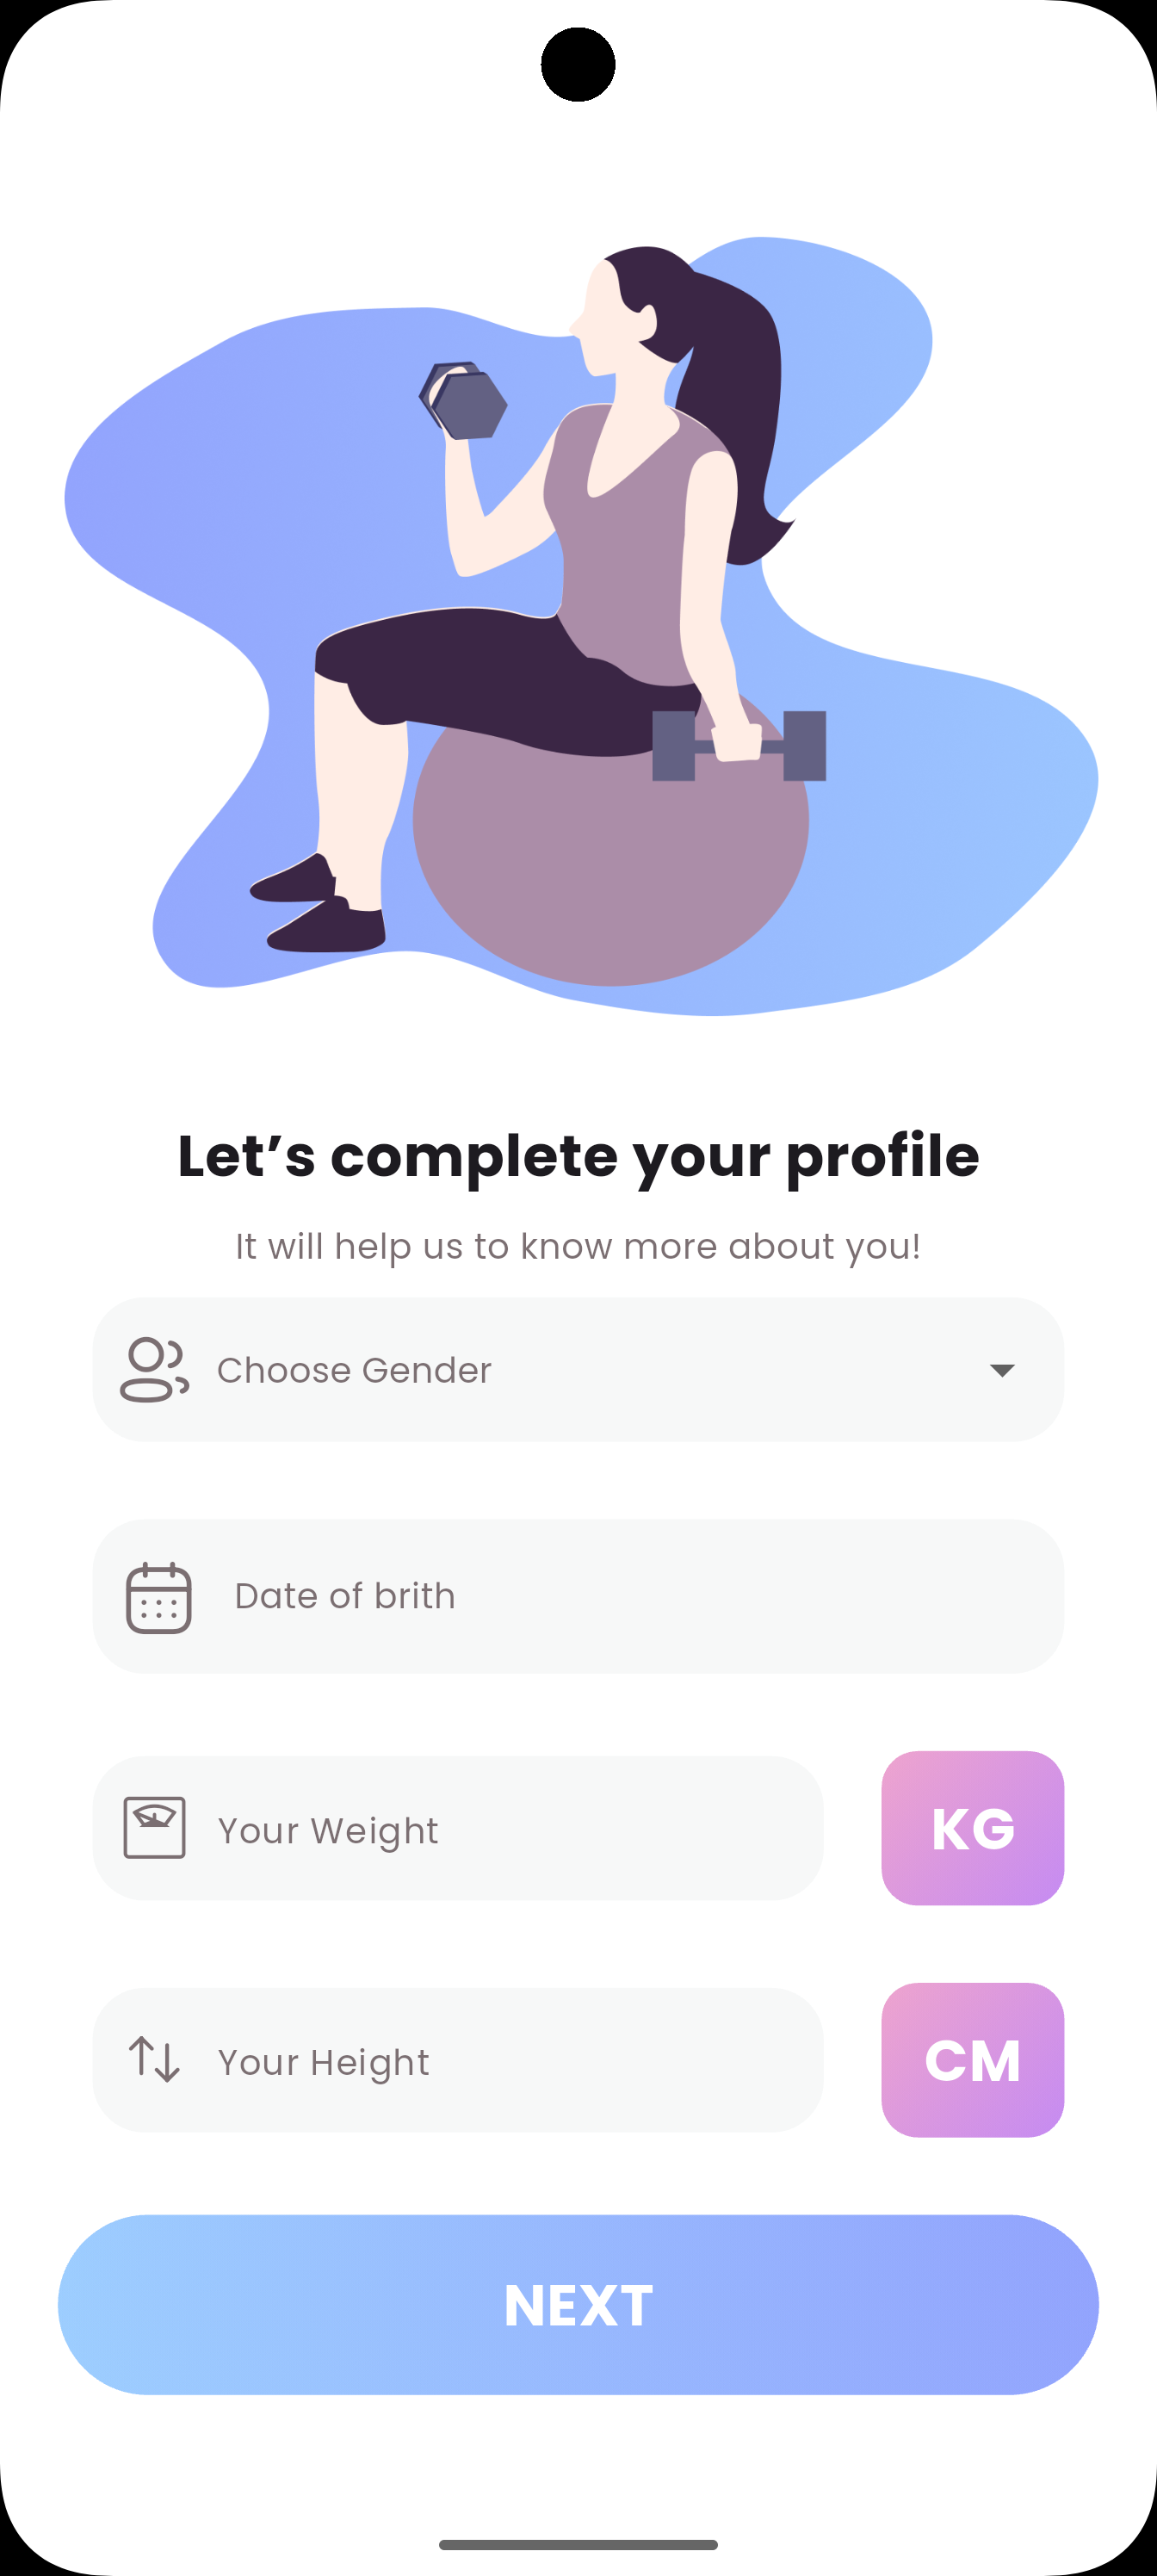 Let’s complete your profile
It will help us to know more about you!
Choose Gender
Date of brith
Your Weight
KG
Your Height
CM
NEXT